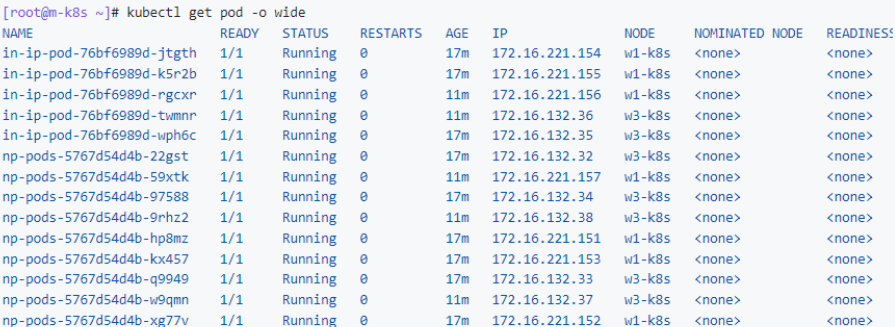 [root@m-k8s ~]# kubectl get pod -o wide
NAME READY STATUS RESTARTS AGE IP NODE NOMINATED NODE READINESS
in-ip-pod-76bf6989d-jtgth 1/1 Running 0 17m 172.16.221.154 w1-k8s <none> <none>
in-ip-pod-76bf6989d-k5r2b 1/1 Running 0 17m 172.16.221.155 w1-k8s <none> <none>
in-ip-pod-76bf6989d-rgcxr 1/1 Running 0 11m 172.16.221.156 w1-k8s <none> <none>
in-ip-pod-76bf6989d-twmnr 1/1 Running 0 11m 172.16.132.36 w3-k8s <none> <none>
in-ip-pod-76bf6989d-wph6c 1/1 Running 0 17m 172.16.132.35 w3-k8s <none> <none>
np-pods-5767d54d4b-22gst 1/1 Running 0 17m 172.16.132.32 w3-k8s <none> <none>
np-pods-5767d54d4b-59xtk 1/1 Running 0 11m 172.16.221.157 w1-k8s <none> <none>
np-pods-5767d54d4b-97588 1/1 Running 0 17m 172.16.132.34 w3-k8s <none> <none>
np-pods-5767d54d4b-9rhz2 1/1 Running 0 11m 172.16.132.38 w3-k8s <none> <none>
np-pods-5767d54d4b-hp8mz 1/1 Running 0 17m 172.16.221.151 w1-k8s <none> <none>
np-pods-5767d54d4b-kx457 1/1 Running 0 17m 172.16.221.153 w1-k8s <none> <none>
np-pods-5767d54d4b-q9949 1/1 Running 0 17m 172.16.132.33 w3-k8s <none> <none>
np-pods-5767d54d4b-w9qmn 1/1 Running 0 11m 172.16.132.37 w3-k8s <none> <none>
np-pods-5767d54d4b-xg77v 1/1 Running 0 17m 172.16.221.152 w1-k8s <none> <none>